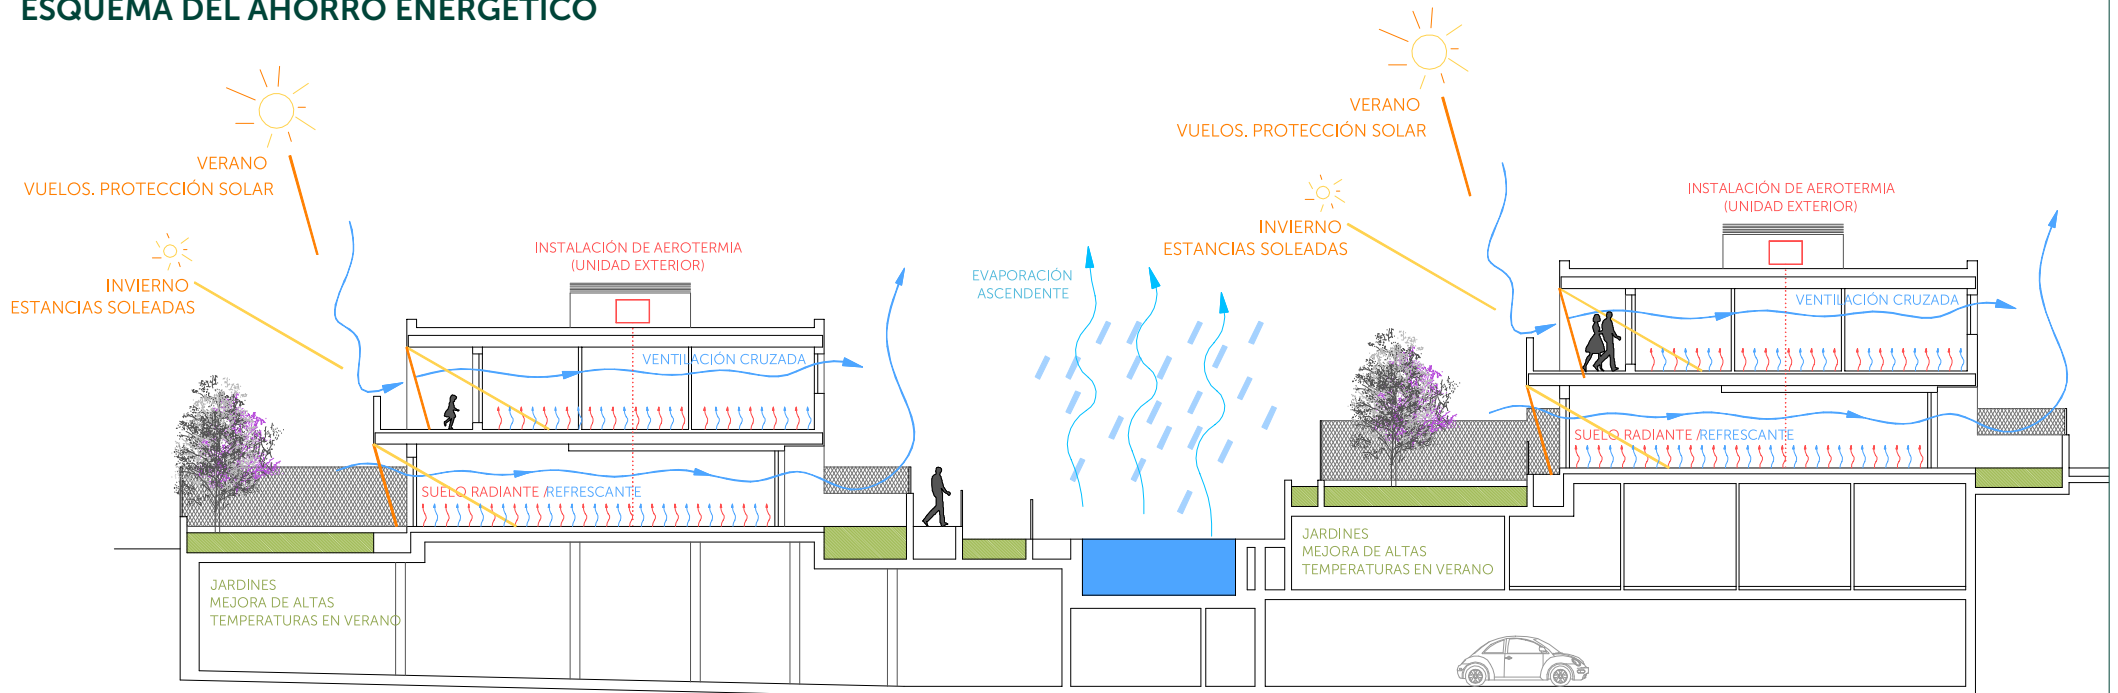 ESQUEMA DEL AHORRO ENERGÉTICO
VERANO
VUELOS. PROTECCIÓN SOLAR
INVIERNO
ESTANCIAS SOLEADAS
INSTALACIÓN DE AEROTERMIA
(UNIDAD EXTERIOR)
VENTILACIÓN CRUZADA
SUELO RADIANTE /REFRESCANTE
JARDINES
MEJORA DE ALTAS
TEMPERATURAS EN VERANO
EVAPORACIÓN
ASCENDENTE
VERANO
VUELOS. PROTECCIÓN SOLAR
INVIERNO
ESTANCIAS SOLEADAS
INSTALACIÓN DE AEROTERMIA
(UNIDAD EXTERIOR)
VENTILACIÓN CRUZADA
SUELO RADIANTE /REFRESCANTE
JARDINES
MEJORA DE ALTAS
TEMPERATURAS EN VERANO